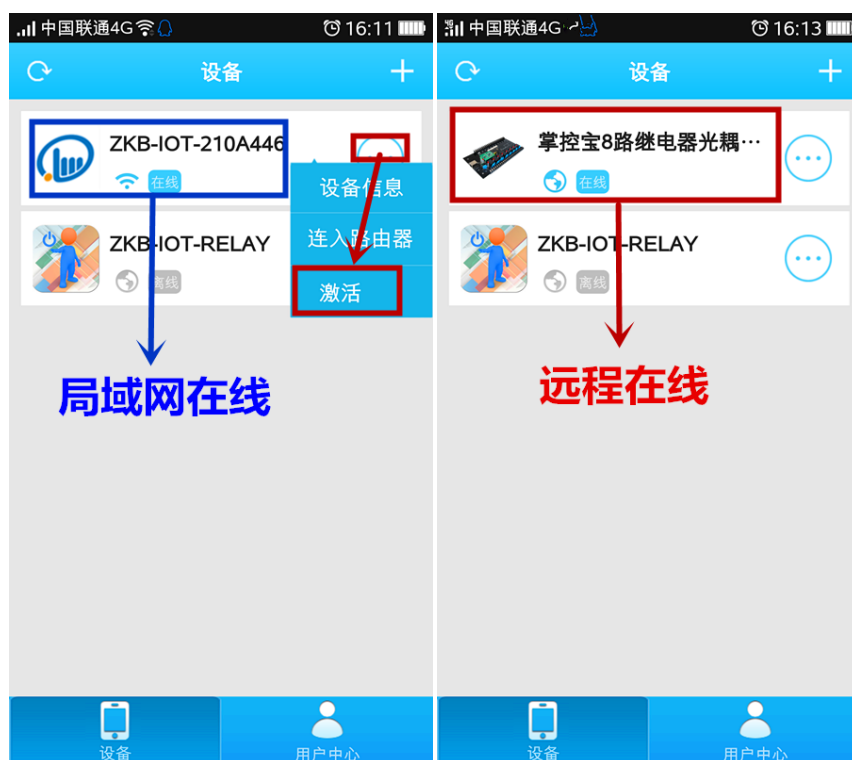 中国联通4G 16:11
设备
ZKB-IOT-210A446
在线
设备信息
连入路由器
激活
ZKB-IOT-RELAY
离线
局域网在线
设备
用户中心
中国联通4G 16:13
设备
掌控宝8路继电器光耦…
在线
ZKB-IOT-RELAY
离线
远程在线
设备
用户中心